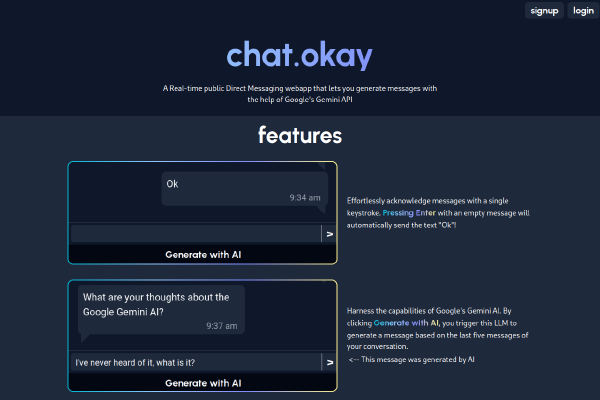 signup login
chat.okay
A Real-time public Direct Messaging webapp that lets you generate messages with
the help of Google's Gemini API
features
Ok
9:34 am
>
Generate with AI
Effortlessly acknowledge messages with a single
keystroke. Pressing Enter with an empty message will
automatically send the text "Ok"!
What are your thoughts about the
Google Gemini AI?
9:37 am
I've never heard of it, what is it? >
Generate with AI
Harness the capabilities of Google's Gemini AI. By
clicking Generate with AI, you trigger this LLM to
generate a message based on the last five messages of
your conversation.
<-- This message was generated by AI